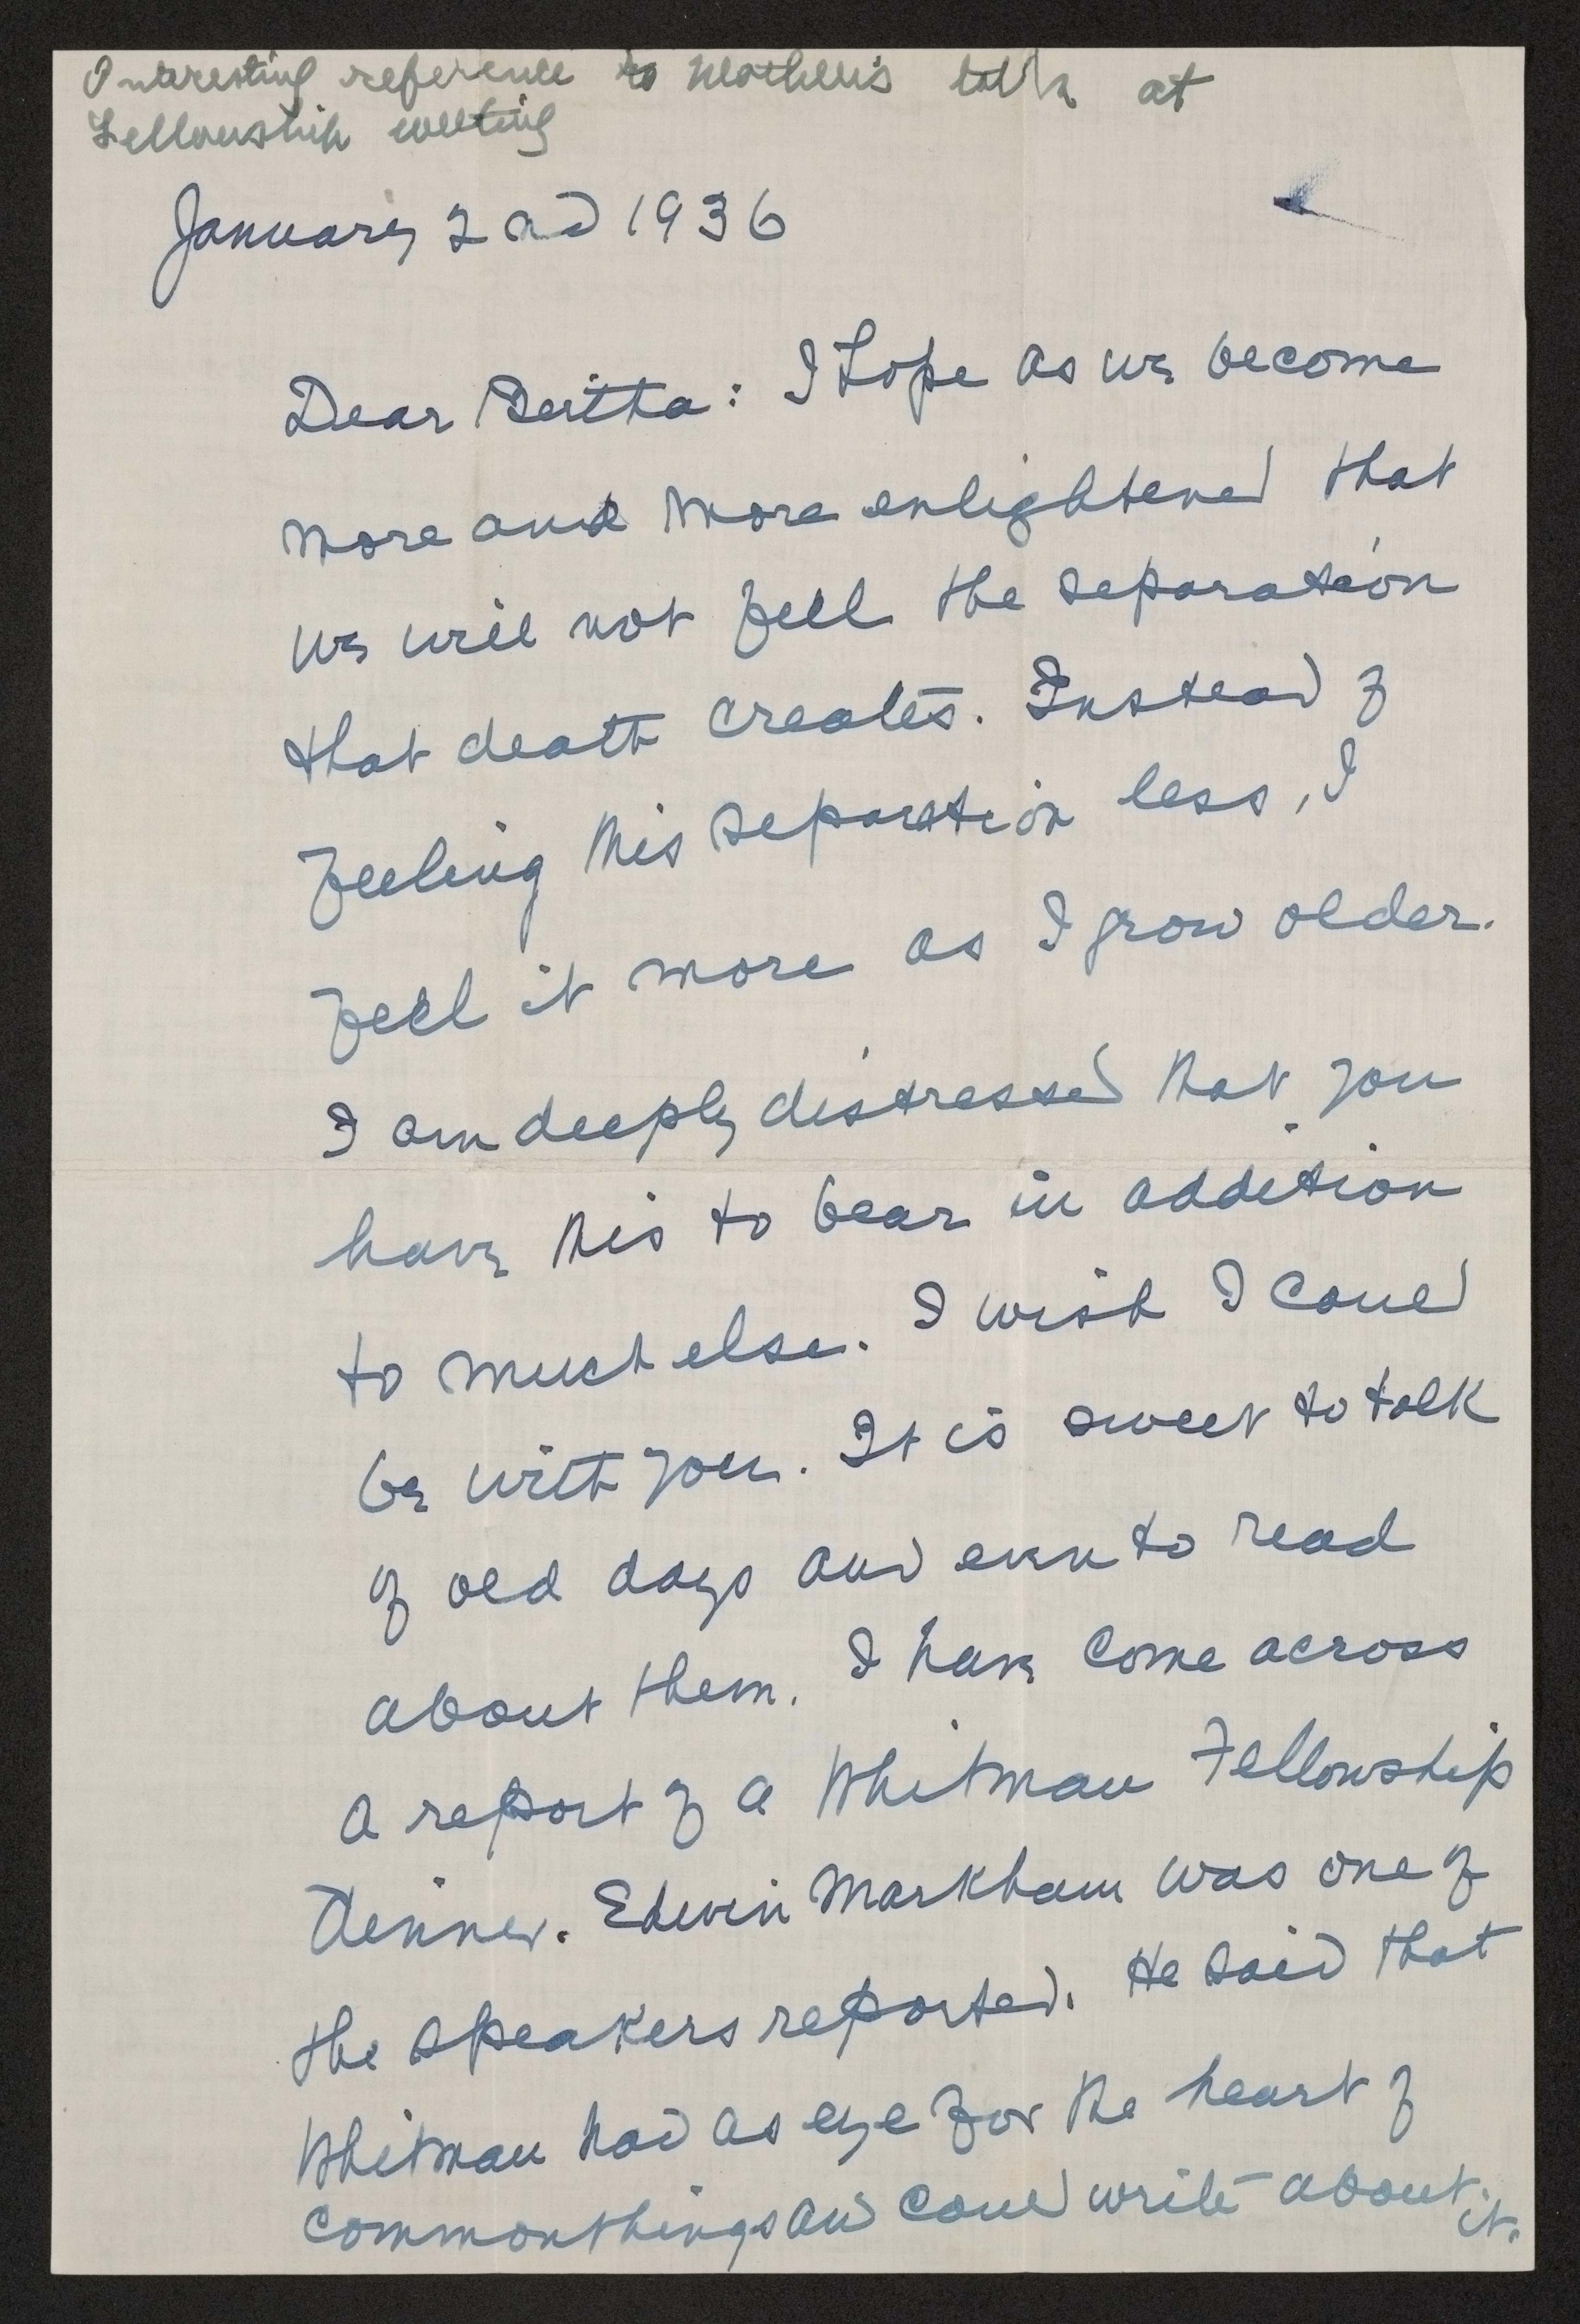 Interesting reference to Mother's talk at
Fellowship meeting
January 2nd 1936
Dear Bertha: I hope as we become
more and more enlightened that
we will not feel the separation
that death creates. Instead of
feeling this separation less, I
feel it more as I grow older.
I am deeply distressed that you
have this to bear in addition
to much else. I wish I could
be with you. It is sweet to talk
of old days and even to read
about them. I have come across
a report of a Whitman Fellowship
dinner. Edwin Markham was one of
the speakers reported. He said that
Whitman had as eye for the heart of
common things and could write about it.